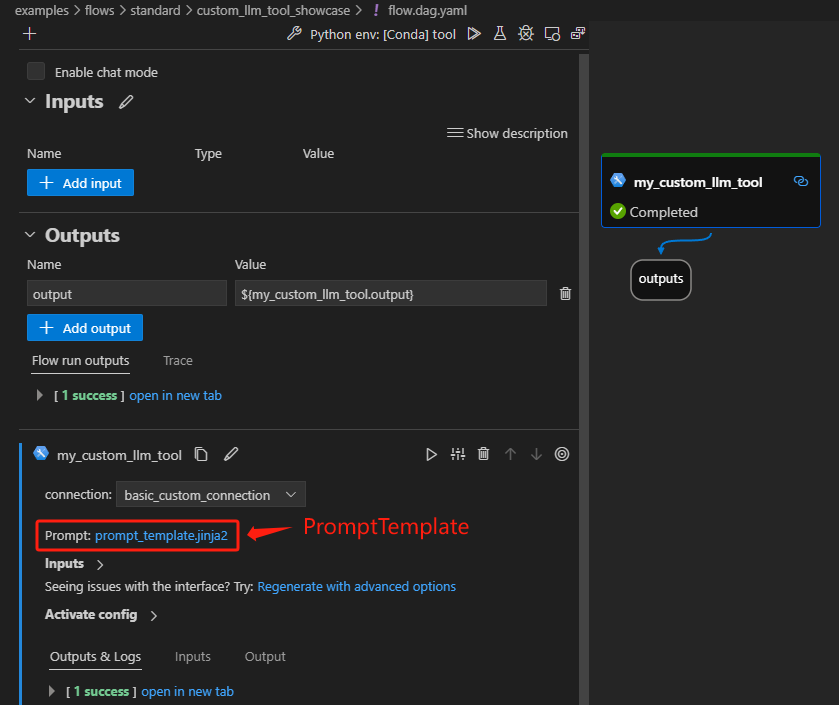 examples > flows > standard > custom_llm_tool_showcase > ! flow.dag.yaml
Python env: [Conda] tool
Enable chat mode
Inputs
Show description
Name Type Value
Add input
Outputs
Name Value
output ${my_custom_llm_tool.output}
Add output
Flow run outputs Trace
[ 1 success ] open in new tab
my_custom_llm_tool
connection: basic_custom_connection
Prompt: prompt_template.jinja2
PromptTemplate
Inputs
Seeing issues with the interface? Try: Regenerate with advanced options
Activate config
Outputs & Logs Inputs Output
[ 1 success ] open in new tab
my_custom_llm_tool
Completed
outputs